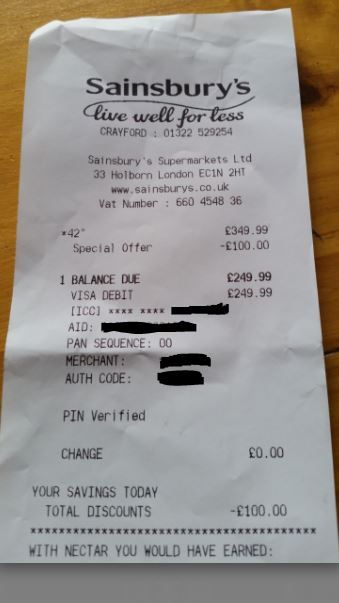 Sainsbury's
live well for less
CRAYFORD : 01322 529254
Sainsbury's Supermarkets Ltd
33 Holborn London EC1N 2HT
www.sainsburys.co.uk
Vat Number : 660 4548 36
*42" £349.99
Special Offer -£100.00
1 BALANCE DUE £249.99
VISA DEBIT £249.99
[ICC] **** ****
AID:
PAN SEQUENCE: 00
MERCHANT:
AUTH CODE:
PIN Verified
CHANGE £0.00
YOUR SAVINGS TODAY
TOTAL DISCOUNTS -£100.00
**************************************
WITH NECTAR YOU WOULD HAVE EARNED: